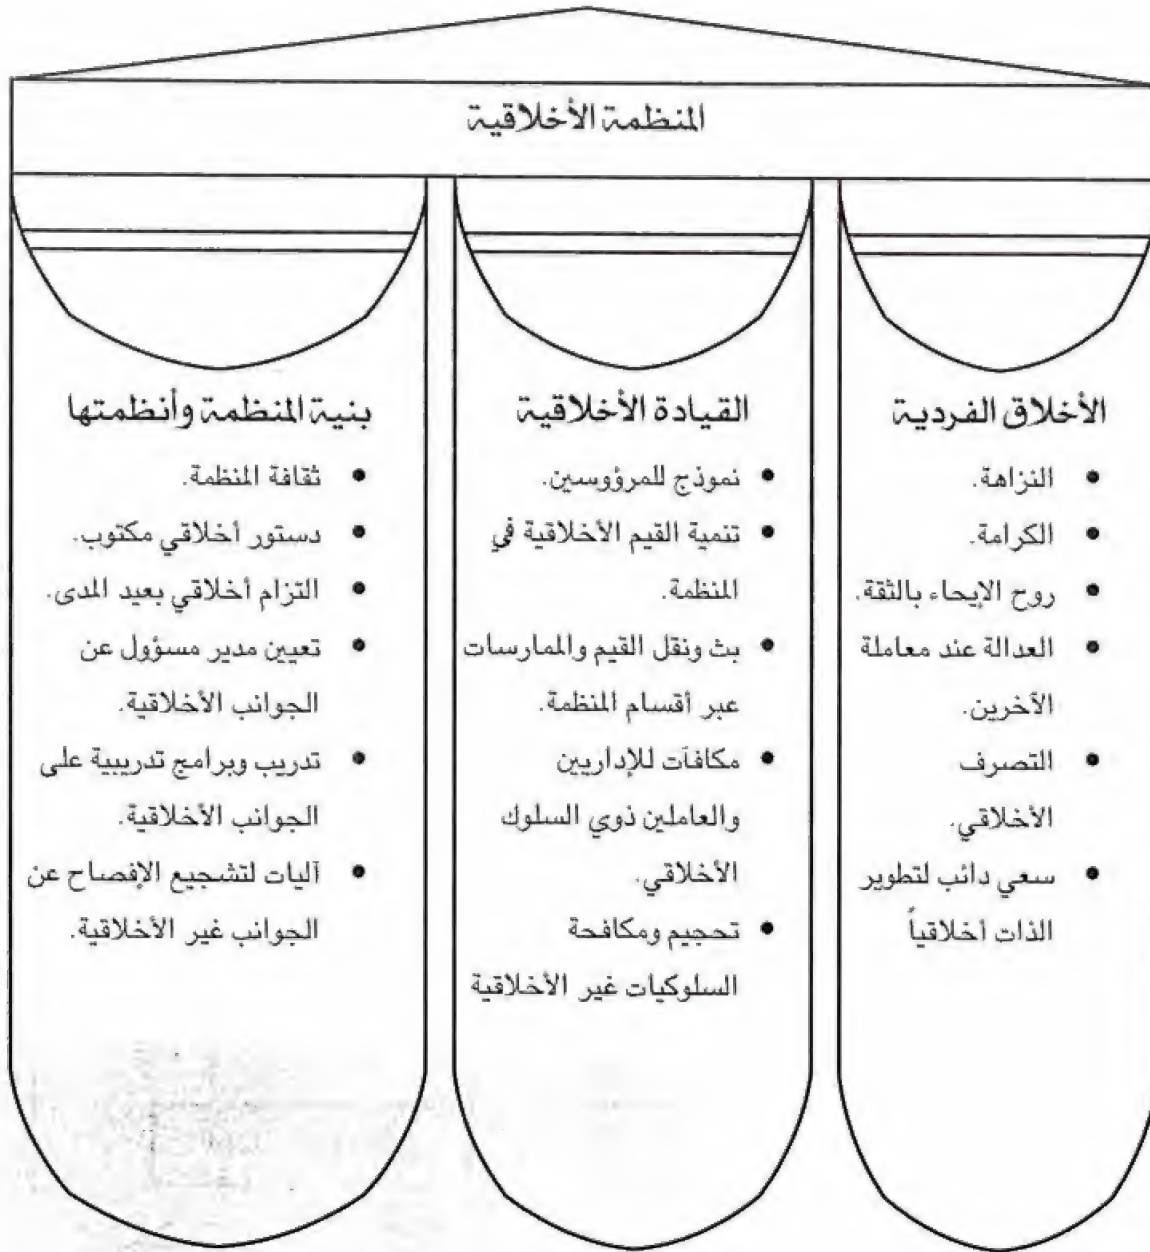 المنظمة الأخلاقية
الأخلاق الفردية
• النزاهة.
• الكرامة.
• روح الإيحاء بالثقة.
• العدالة عند معاملة
الآخرين.
• التصرف
الأخلاقي.
• سعي دائب لتطوير
الذات أخلاقياً
القيادة الأخلاقية
• نموذج للمرؤوسين.
• تنمية القيم الأخلاقية في
المنظمة.
• بث ونقل القيم والممارسات
عبر أقسام المنظمة.
• مكافآت للإداريين
والعاملين ذوي السلوك
الأخلاقي.
• تحجيم ومكافحة
السلوكيات غير الأخلاقية
بنية المنظمة وأنظمتها
• ثقافة المنظمة.
• دستور أخلاقي مكتوب.
• التزام أخلاقي بعيد المدى.
• تعيين مدير مسؤول عن
الجوانب الأخلاقية.
• تدريب وبرامج تدريبية على
الجوانب الأخلاقية.
• آليات لتشجيع الإفصاح عن
الجوانب غير الأخلاقية.